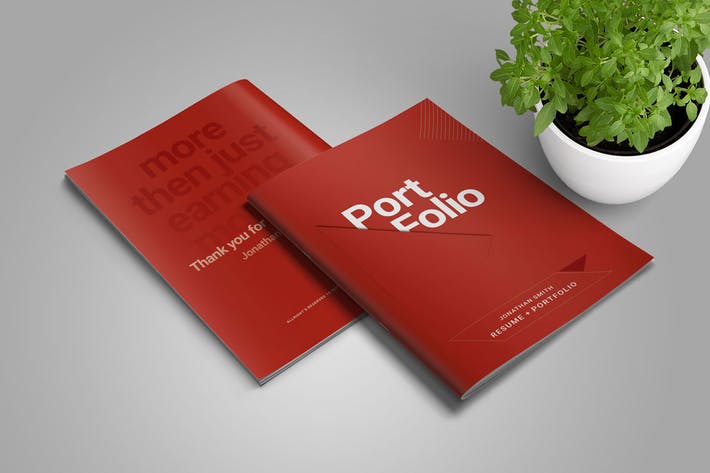 more
then just
earning
Thank you for
Jonathan
Port
Folio
JONATHAN SMITH
RESUME + PORTFOLIO